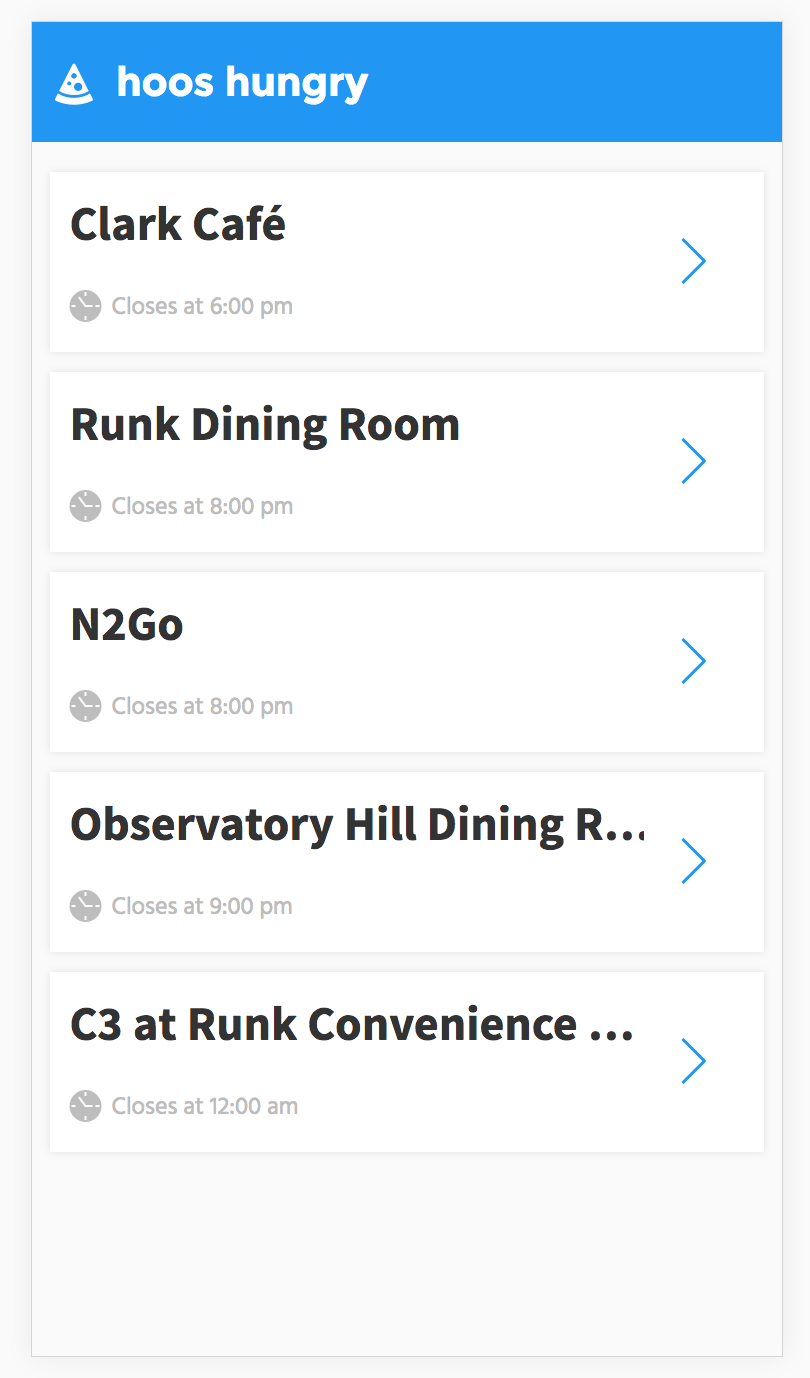 hoos hungry
Clark Café
Closes at 6:00 pm
Runk Dining Room
Closes at 8:00 pm
N2Go
Closes at 8:00 pm
Observatory Hill Dining R...
Closes at 9:00 pm
C3 at Runk Convenience ...
Closes at 12:00 am